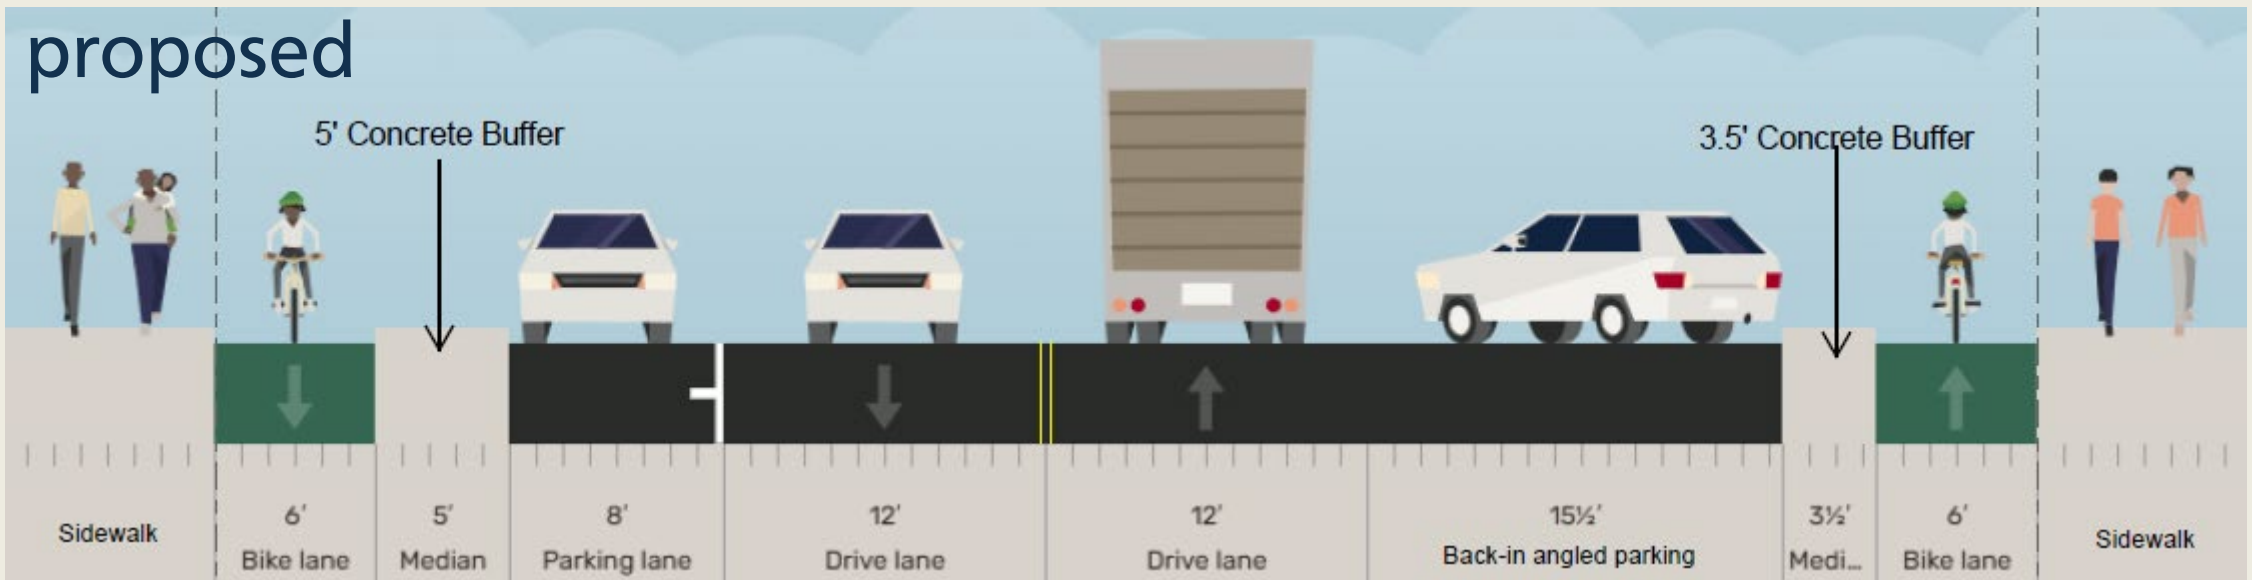 proposed
5' Concrete Buffer
3.5' Concrete Buffer
Sidewalk
6'
Bike lane
5'
Median
8'
Parking lane
12'
Drive lane
12'
Drive lane
15½'
Back-in angled parking
3½'
Medi...
6'
Bike lane
Sidewalk